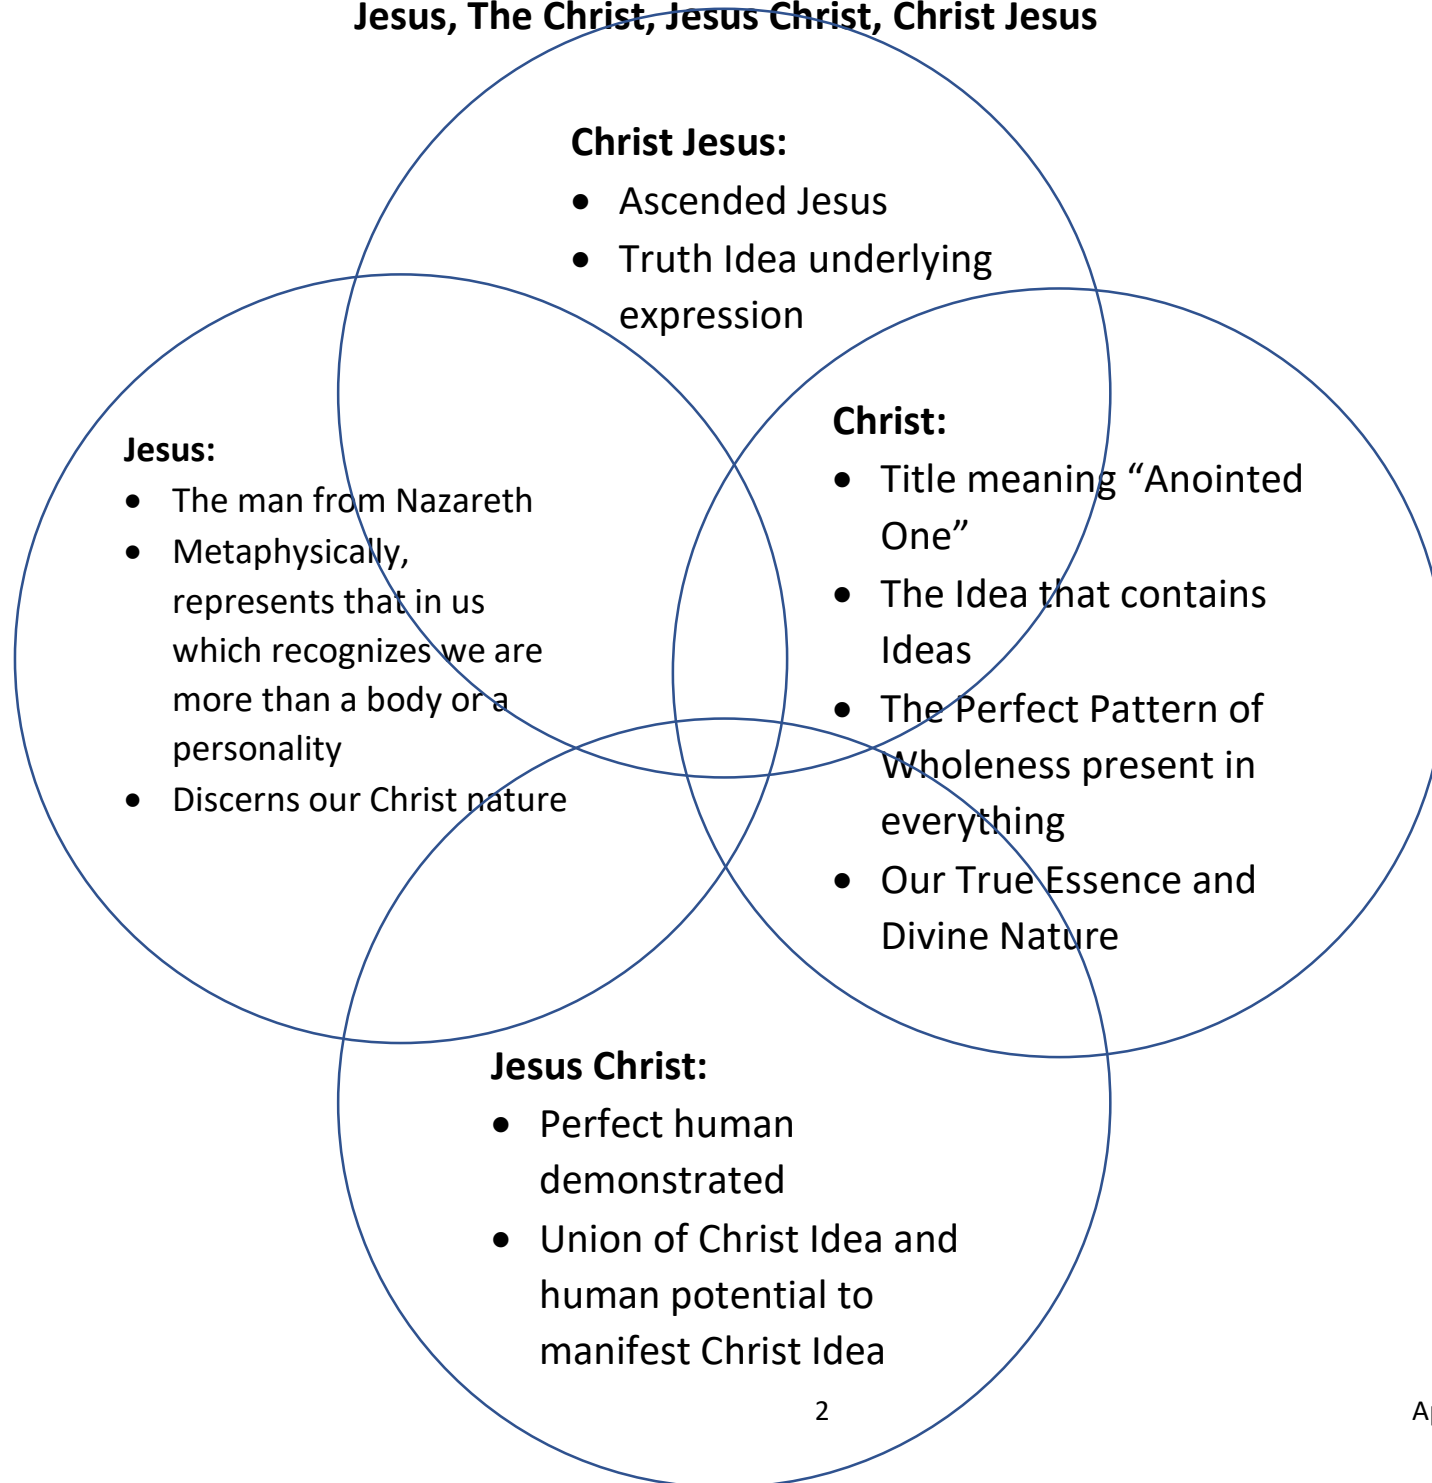 Jesus, The Christ, Jesus Christ, Christ Jesus
Christ Jesus:
• Ascended Jesus
• Truth Idea underlying
expression
Jesus:
• The man from Nazareth
• Metaphysically,
represents that in us
which recognizes we are
more than a body or a
personality
• Discerns our Christ nature
Christ:
• Title meaning “Anointed
One”
• The Idea that contains
Ideas
• The Perfect Pattern of
Wholeness present in
everything
• Our True Essence and
Divine Nature
Jesus Christ:
• Perfect human
demonstrated
• Union of Christ Idea and
human potential to
manifest Christ Idea
2